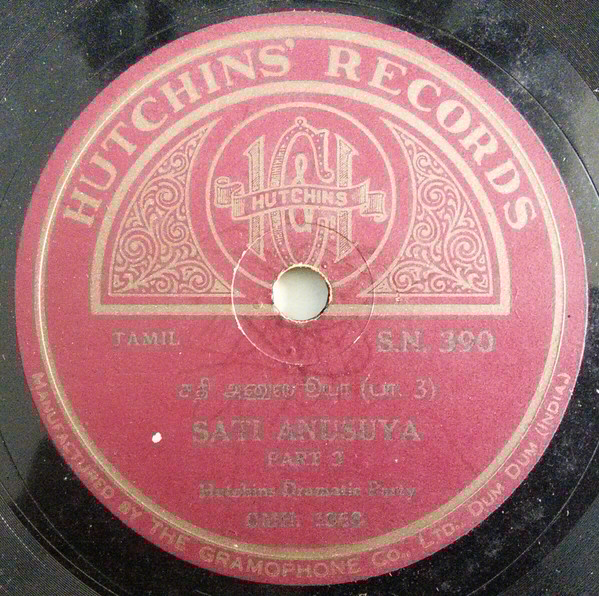 HUTCHINS' RECORDS
HUTCHINS
TAMIL
S.N. 390
சதி அனுஸூயா (பா. 3)
SATI ANUSUYA
PART 3
Hutchins Dramatic Party
OMH.
MANUFACTURED BY THE GRAMOPHONE CO., LTD. DUM DUM (INDIA.)